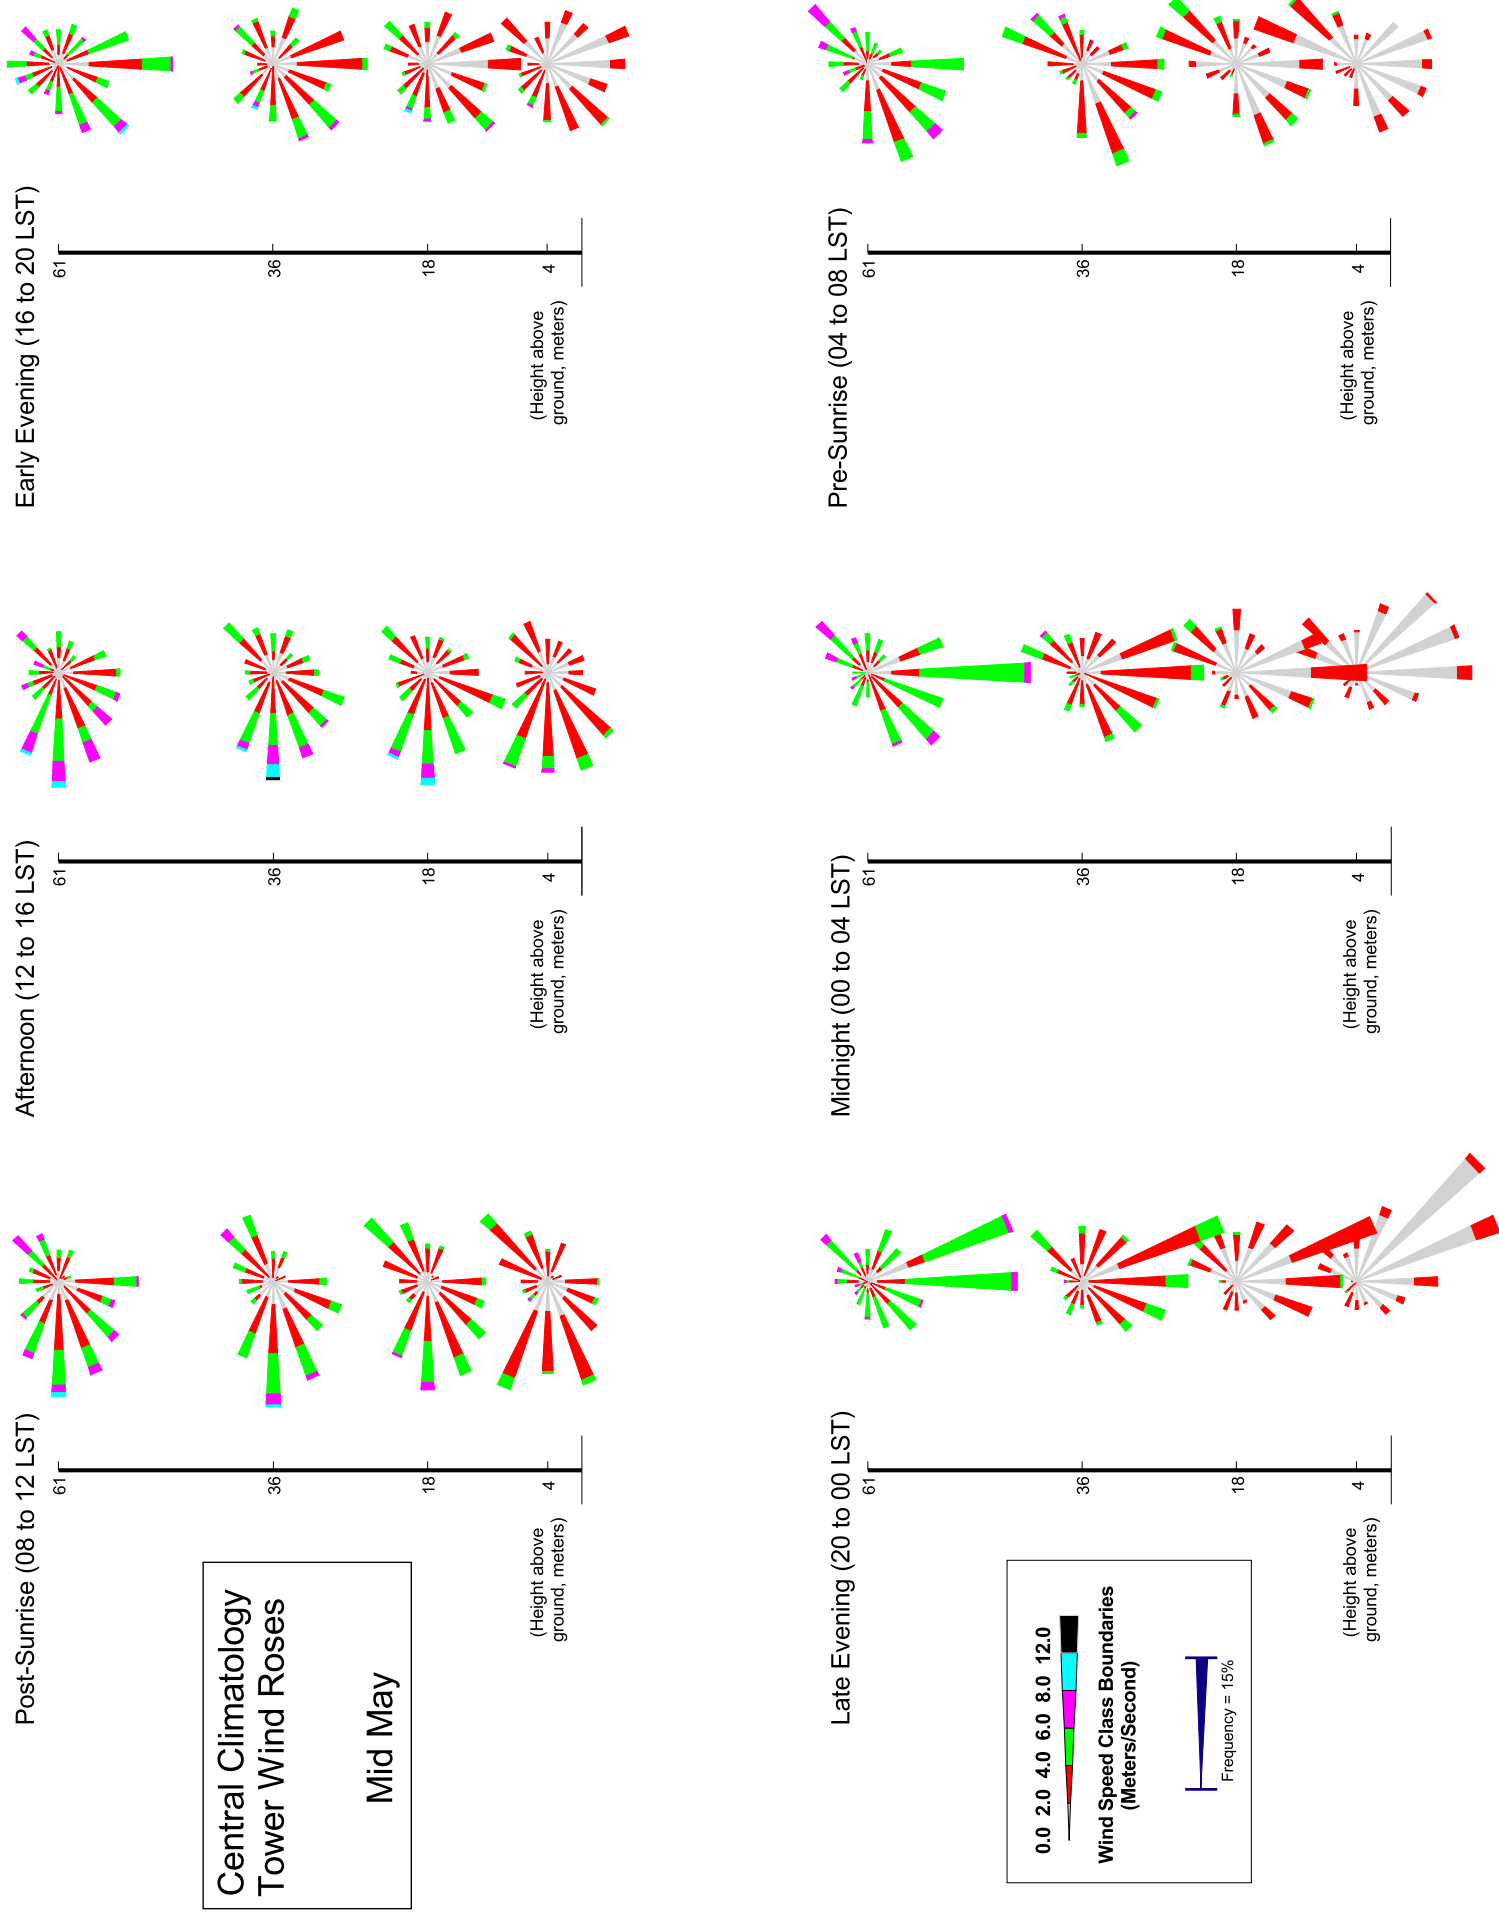 Central Climatology
Tower Wind Roses
Mid May
Post-Sunrise (08 to 12 LST)
61
36
18
4
(Height above
ground, meters)
Afternoon (12 to 16 LST)
61
36
18
4
(Height above
ground, meters)
Early Evening (16 to 20 LST)
61
36
18
4
(Height above
ground, meters)
Late Evening (20 to 00 LST)
61
36
18
4
(Height above
ground, meters)
Midnight (00 to 04 LST)
61
36
18
4
(Height above
ground, meters)
Pre-Sunrise (04 to 08 LST)
61
36
18
4
(Height above
ground, meters)
0.0 2.0 4.0 6.0 8.0 12.0
Wind Speed Class Boundaries
(Meters/Second)
Frequency = 15%